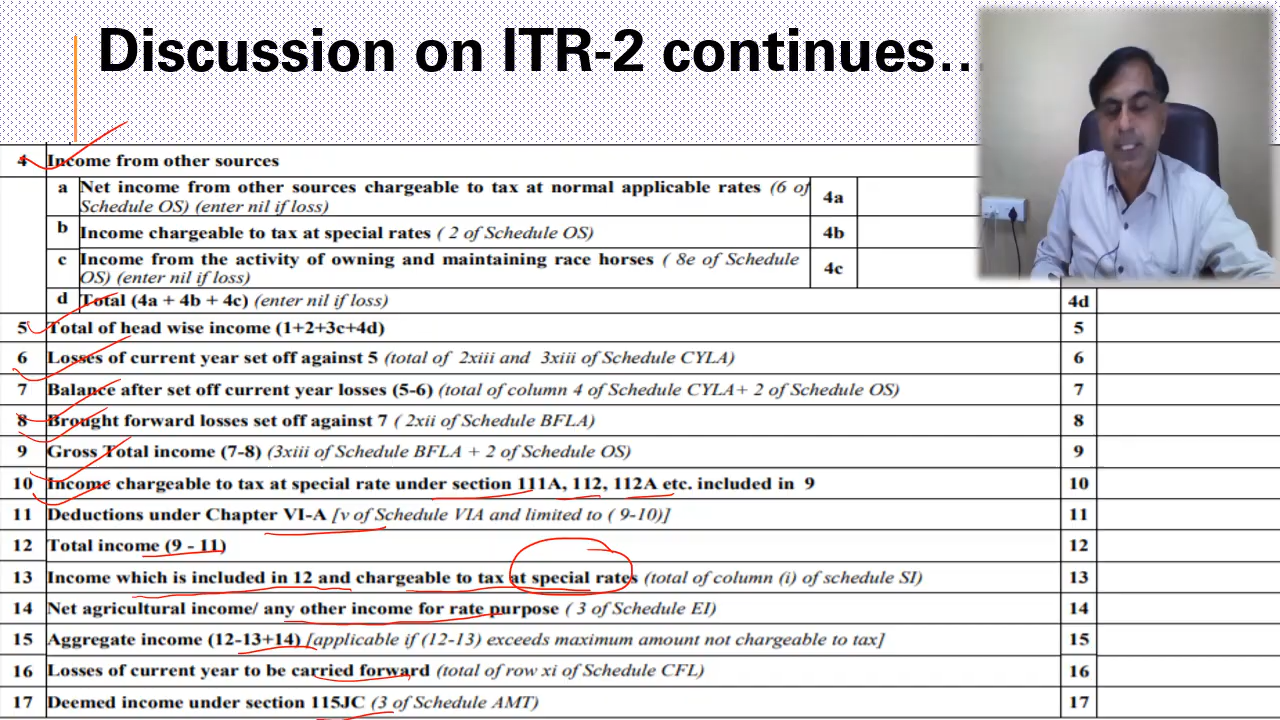 Discussion on ITR-2 continues…
4 Income from other sources
a Net income from other sources chargeable to tax at normal applicable rates (6 of
Schedule OS) (enter nil if loss) 4a
b Income chargeable to tax at special rates ( 2 of Schedule OS) 4b
c Income from the activity of owning and maintaining race horses ( 8e of Schedule
OS) (enter nil if loss) 4c
d Total (4a + 4b + 4c) (enter nil if loss) 4d
5 Total of head wise income (1+2+3c+4d) 5
6 Losses of current year set off against 5 (total of 2xiii and 3xiii of Schedule CYLA) 6
7 Balance after set off current year losses (5-6) (total of column 4 of Schedule CYLA+ 2 of Schedule OS) 7
8 Brought forward losses set off against 7 ( 2xii of Schedule BFLA) 8
9 Gross Total income (7-8) (3xiii of Schedule BFLA + 2 of Schedule OS) 9
10 Income chargeable to tax at special rate under section 111A, 112, 112A etc. included in 9 10
11 Deductions under Chapter VI-A [v of Schedule VIA and limited to ( 9-10)] 11
12 Total income (9 - 11) 12
13 Income which is included in 12 and chargeable to tax at special rates (total of column (i) of schedule SI) 13
14 Net agricultural income/ any other income for rate purpose ( 3 of Schedule EI) 14
15 Aggregate income (12-13+14) [applicable if (12-13) exceeds maximum amount not chargeable to tax] 15
16 Losses of current year to be carried forward (total of row xi of Schedule CFL) 16
17 Deemed income under section 115JC (3 of Schedule AMT) 17